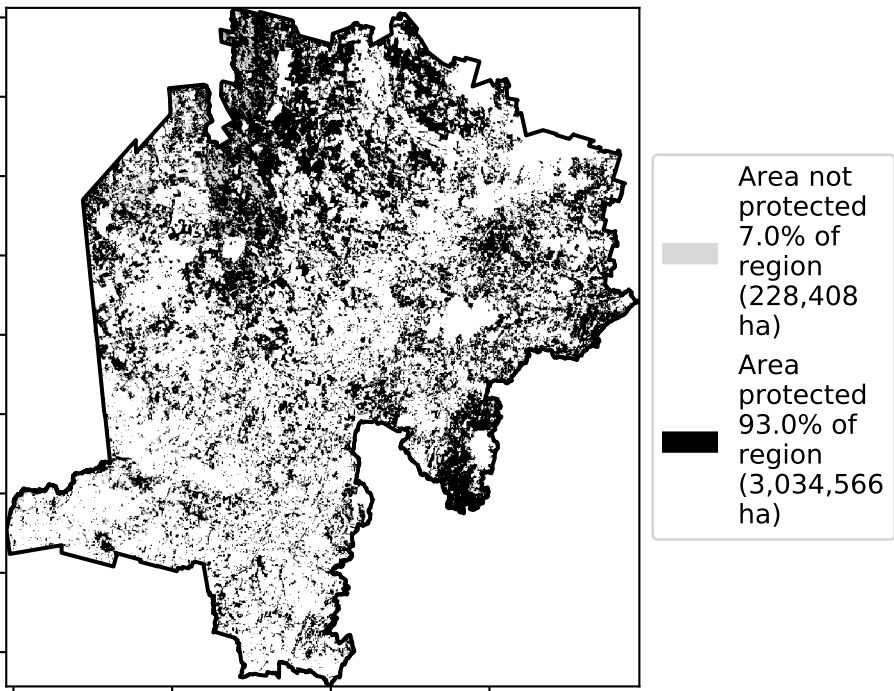 Area not
protected
7.0% of
region
(228,408
ha)
Area
protected
93.0% of
region
(3,034,566
ha)